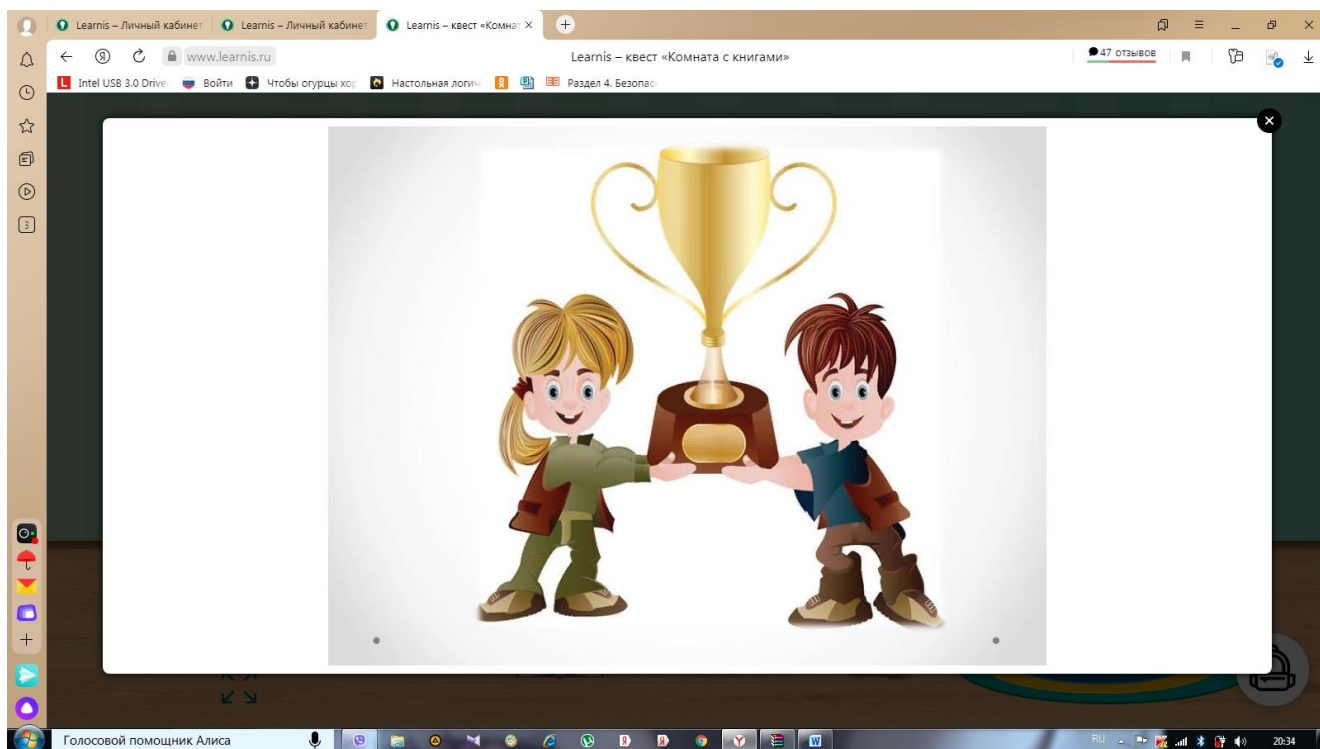 Learnis – Личный кабинет
Learnis – Личный кабинет
Learnis – квест «Комнат
www.learnis.ru
Learnis – квест «Комната с книгами»
47 отзывов
Intel USB 3.0 Drive
Войти
Чтобы огурцы хор
Настольная логич
Раздел 4. Безопас
3
Голосовой помощник Алиса
RU
20:34